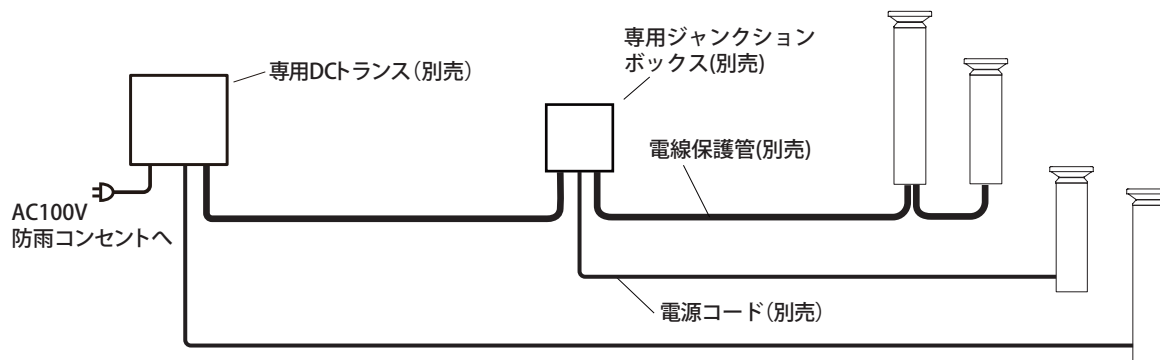 専用DCトランス（別売）
専用ジャンクション
ボックス(別売)
電線保護管(別売)
AC100V
防雨コンセントへ
電源コード（別売）